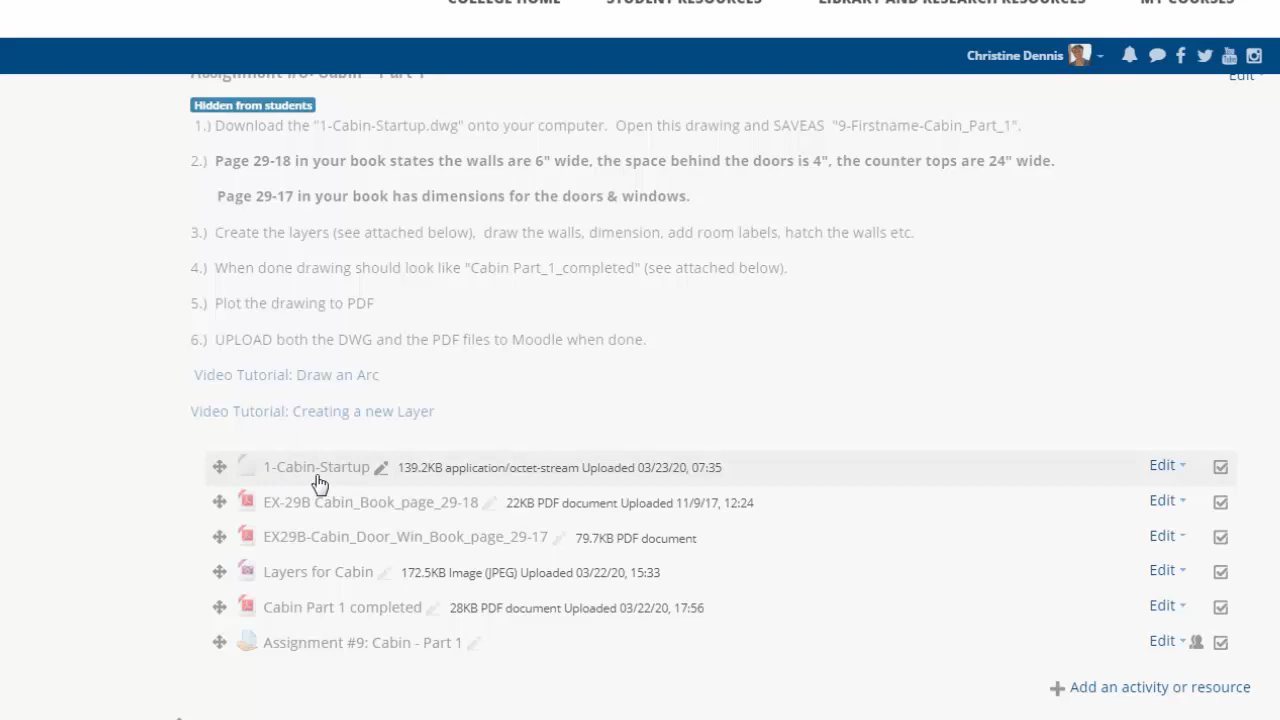 COLLEGE HOME STUDENT RESOURCES LIBRARY AND RESEARCH RESOURCES MY COURSES
Christine Dennis
Edit
Hidden from students
1.) Download the "1-Cabin-Startup.dwg" onto your computer. Open this drawing and SAVEAS "9-Firstname-Cabin_Part_1".
2.) Page 29-18 in your book states the walls are 6" wide, the space behind the doors is 4", the counter tops are 24" wide.
Page 29-17 in your book has dimensions for the doors & windows.
3.) Create the layers (see attached below), draw the walls, dimension, add room labels, hatch the walls etc.
4.) When done drawing should look like "Cabin Part_1_completed" (see attached below).
5.) Plot the drawing to PDF
6.) UPLOAD both the DWG and the PDF files to Moodle when done.
Video Tutorial: Draw an Arc
Video Tutorial: Creating a new Layer
1-Cabin-Startup 139.2KB application/octet-stream Uploaded 03/23/20, 07:35 Edit
EX-29B Cabin_Book_page_29-18 22KB PDF document Uploaded 11/9/17, 12:24 Edit
EX29B-Cabin_Door_Win_Book_page_29-17 79.7KB PDF document Edit
Layers for Cabin 172.5KB Image (JPEG) Uploaded 03/22/20, 15:33 Edit
Cabin Part 1 completed 28KB PDF document Uploaded 03/22/20, 17:56 Edit
Assignment #9: Cabin - Part 1 Edit
Add an activity or resource